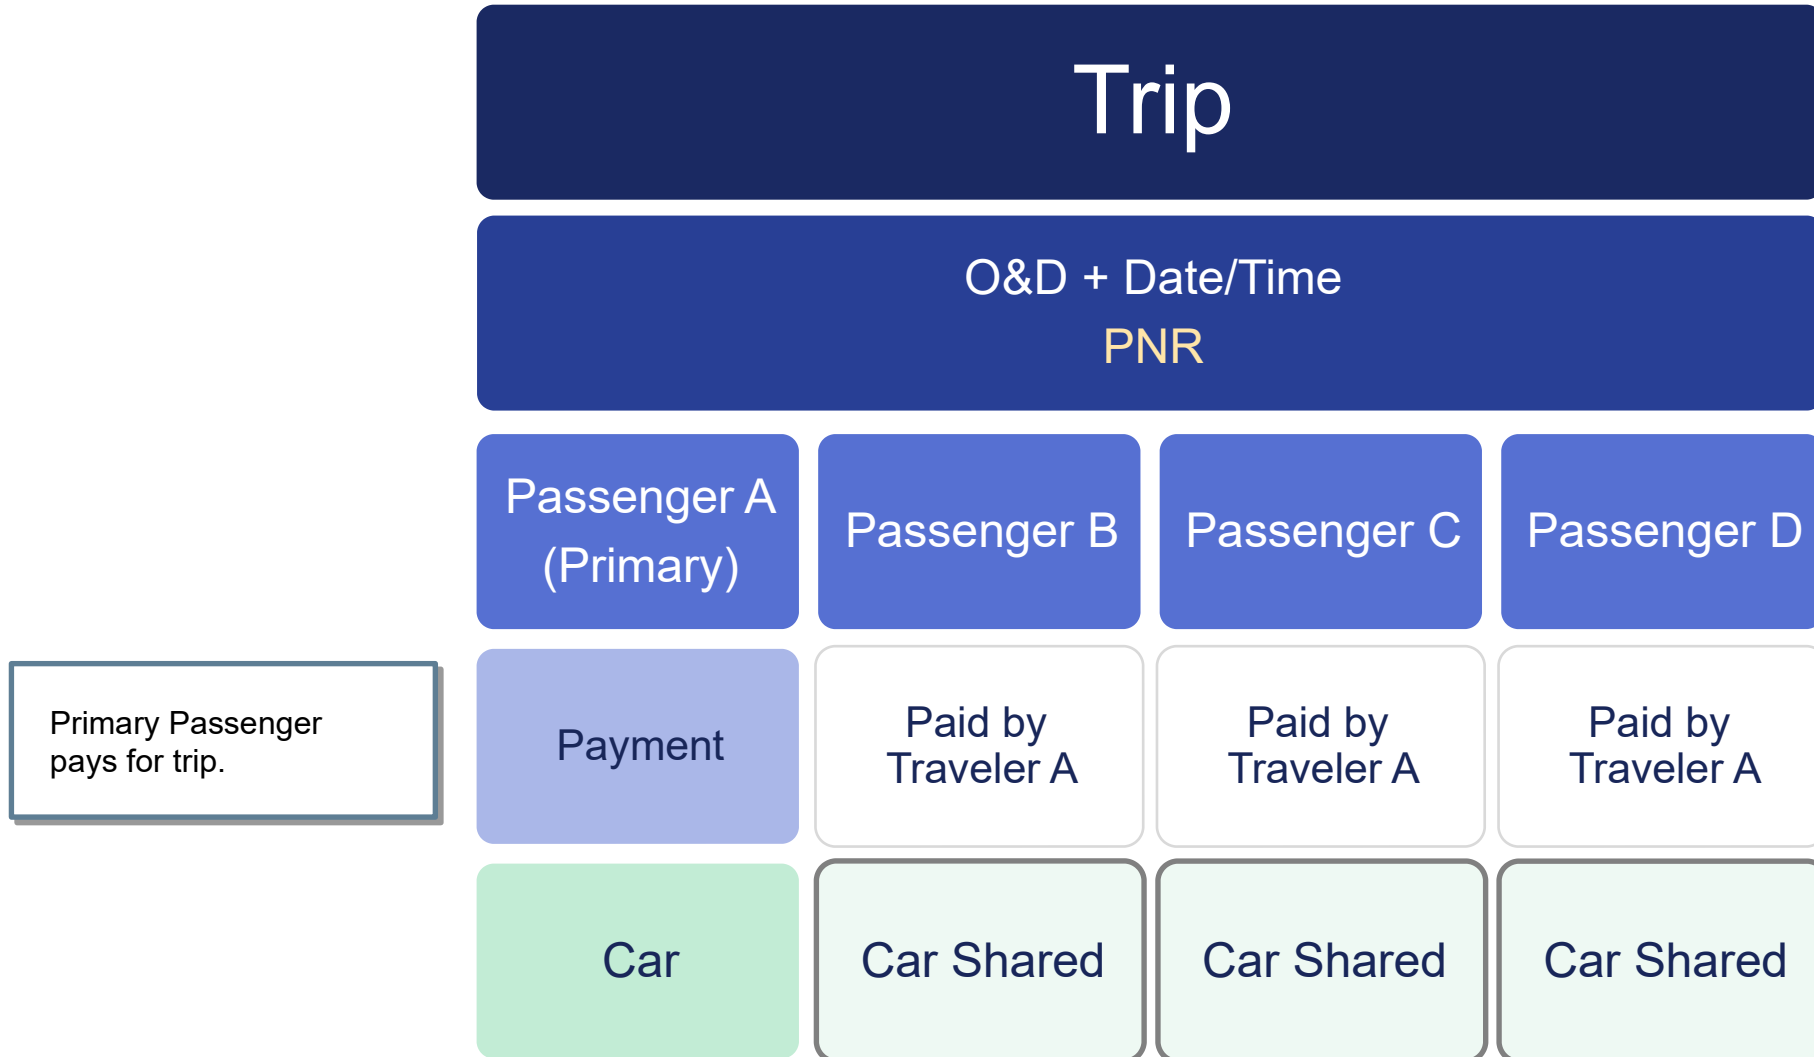 Trip
O&D + Date/Time
PNR
Passenger A
(Primary)
Passenger B
Passenger C
Passenger D
Primary Passenger
pays for trip.
Payment
Paid by
Traveler A
Paid by
Traveler A
Paid by
Traveler A
Car
Car Shared
Car Shared
Car Shared